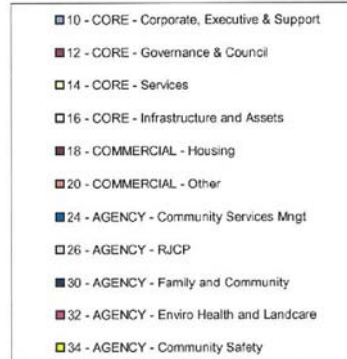 10 - CORE - Corporate, Executive & Support
12 - CORE - Governance & Council
14 - CORE - Services
16 - CORE - Infrastructure and Assets
18 - COMMERCIAL - Housing
20 - COMMERCIAL - Other
24 - AGENCY - Community Services Mngt
26 - AGENCY - RJCP
30 - AGENCY - Family and Community
32 - AGENCY - Enviro Health and Landcare
34 - AGENCY - Community Safety